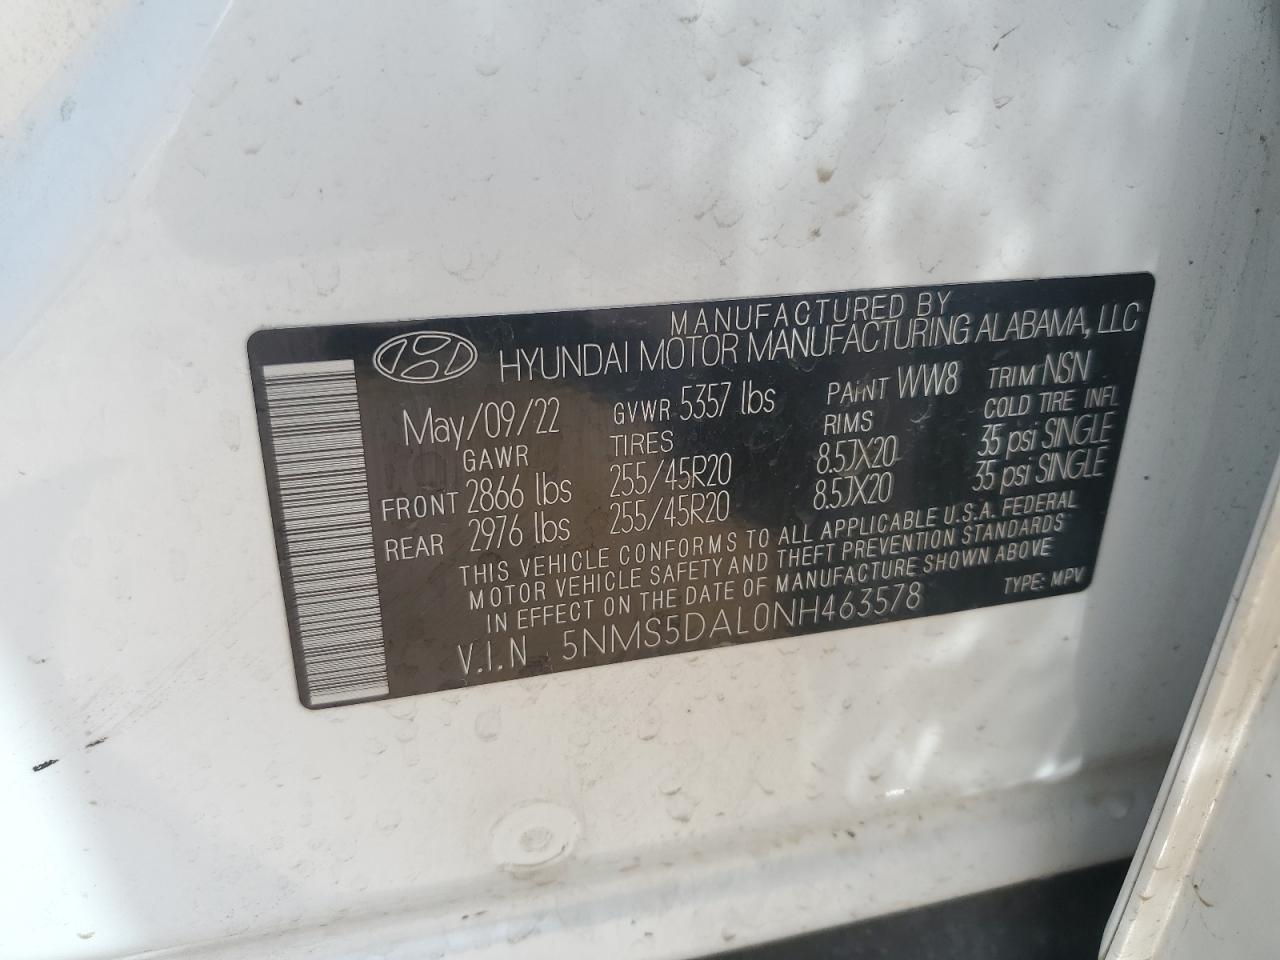 MANUFACTURED BY
HYUNDAI MOTOR MANUFACTURING ALABAMA, LLC
May/09/22 GVWR 5357 lbs PAINT WW8 TRIM NSN
GAWR TIRES RIMS COLD TIRE INFL
FRONT 2866 lbs 255/45R20 8.5JX20 35 psi SINGLE
REAR 2976 lbs 255/45R20 8.5JX20 35 psi SINGLE
THIS VEHICLE CONFORMS TO ALL APPLICABLE U.S.A. FEDERAL
MOTOR VEHICLE SAFETY AND THEFT PREVENTION STANDARDS
IN EFFECT ON THE DATE OF MANUFACTURE SHOWN ABOVE
V.I.N 5NMS5DAL0NH463578 TYPE: MPV